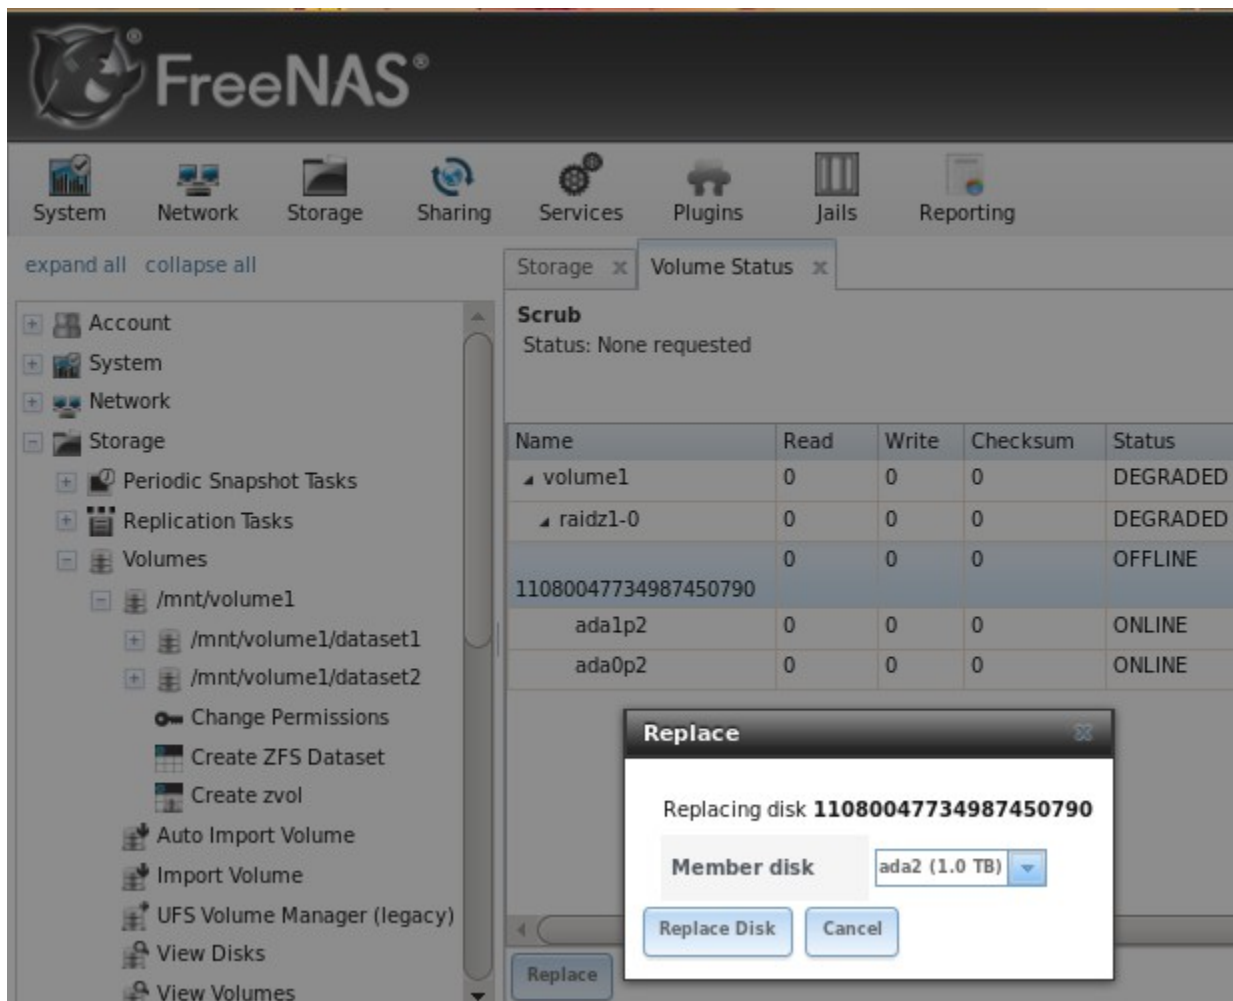 FreeNAS®
System Network Storage Sharing Services Plugins Jails Reporting
expand all collapse all
Account
System
Network
Storage
Periodic Snapshot Tasks
Replication Tasks
Volumes
/mnt/volume1
/mnt/volume1/dataset1
/mnt/volume1/dataset2
Change Permissions
Create ZFS Dataset
Create zvol
Auto Import Volume
Import Volume
UFS Volume Manager (legacy)
View Disks
View Volumes
Storage Volume Status
Scrub
Status: None requested
Name Read Write Checksum Status
volume1 0 0 0 DEGRADED
raidz1-0 0 0 0 DEGRADED
0 0 0 OFFLINE
11080047734987450790
ada1p2 0 0 0 ONLINE
ada0p2 0 0 0 ONLINE
Replace
Replacing disk 11080047734987450790
Member disk ada2 (1.0 TB)
Replace Disk Cancel
Replace